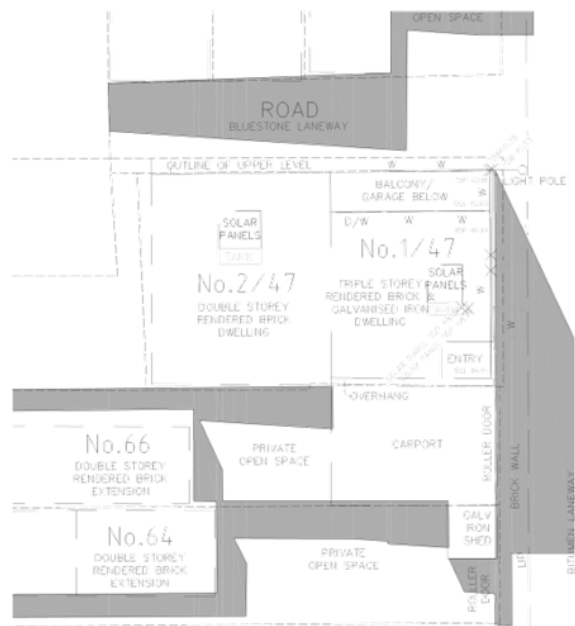 OPEN SPACE
ROAD
BLUESTONE LANEWAY
OUTLINE OF UPPER LEVEL
W
W
LIGHT POLE
BALCONY/
GARAGE BELOW
W
D/W
W
W
SOLAR
PANELS
TANK
No.1/47
SOLAR
PANELS
No.2/47
DOUBLE STOREY
RENDERED BRICK
DWELLING
TRIPLE STOREY
RENDERED BRICK &
GALVANISED IRON
DWELLING
W
W
ENTRY
OVERHANG
No.66
DOUBLE STOREY
RENDERED BRICK
EXTENSION
PRIVATE
OPEN SPACE
CARPORT
ROLLER DOOR
BRICK WALL
BITUMEN LANEWAY
No.64
DOUBLE STOREY
RENDERED BRICK
EXTENSION
GALV
IRON
SHED
PRIVATE
OPEN SPACE
ROLLER
DOOR
UP